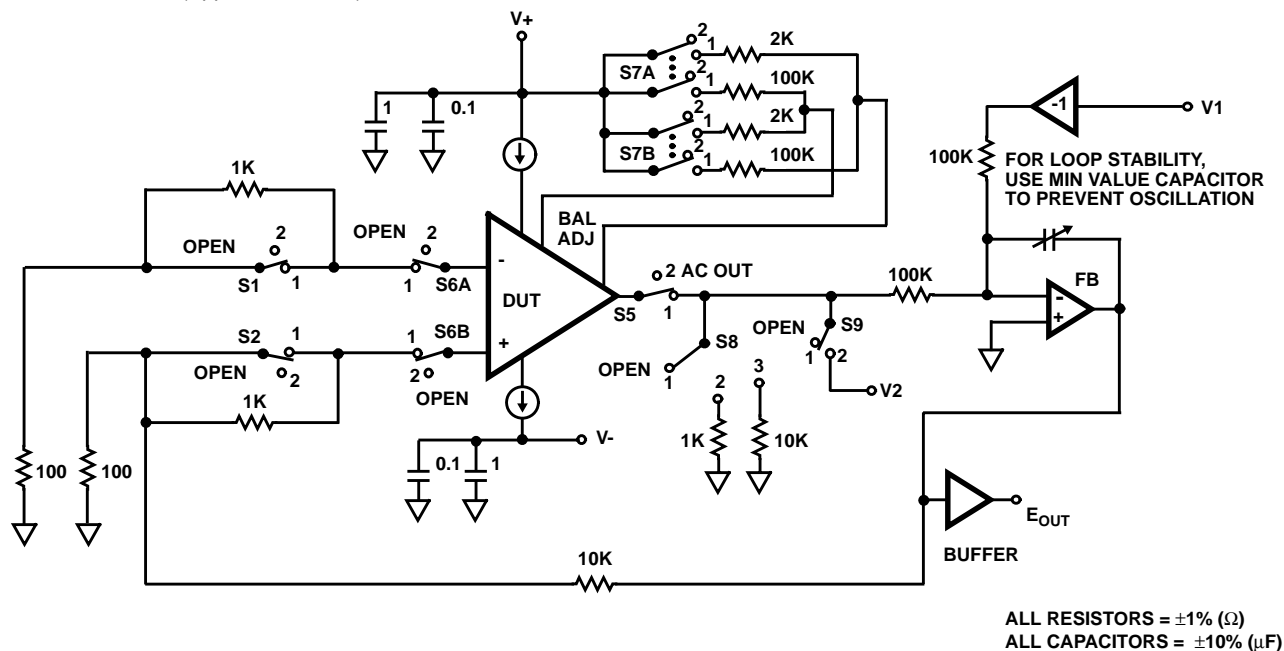 V+
2
1
2K
S7A
2
1
100K
2
1
2K
S7B
2
1
100K
1
0.1
-1
V1
100K
FOR LOOP STABILITY,
USE MIN VALUE CAPACITOR
TO PREVENT OSCILLATION
1K
OPEN
2
S1
1
OPEN
2
1
S6A
BAL
ADJ
-
DUT
+
2 AC OUT
S5
1
100K
FB
-
+
S2
1
OPEN
2
1K
1
S6B
2
OPEN
S8
OPEN
1
2
3
1K
10K
OPEN
S9
1
2
V2
V-
0.1
1
100
100
EOUT
BUFFER
10K
ALL RESISTORS = ±1% (Ω)
ALL CAPACITORS = ±10% (μF)